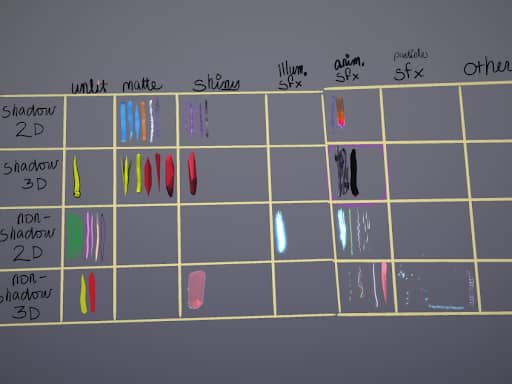 unlit matte shiny illum. sfx anim. sfx particle sfx Other
Shadow
2D
Shadow
3D
non-
Shadow
2D
non-
Shadow
3D